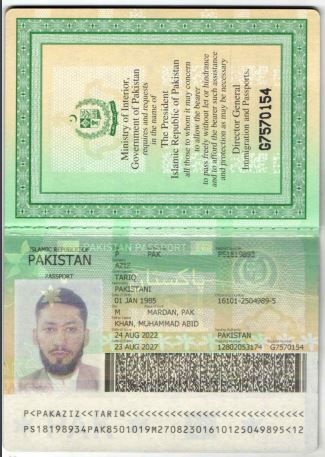 Ministry of Interior,
Government of Pakistan
requires and requests
in the name of
The President
Islamic Republic of Pakistan
all those to whom it may concern
to allow the bearer
to pass freely without let or hindrance
and to afford the bearer such assistance
and protection as may be necessary
Director General
Immigration and Passports.
G7570154
ISLAMIC REPUBLIC OF
PAKISTAN
PASSPORT
PAKISTAN PASSPORT
P PAK PS1819893
AZIZ
TARIQ
PAKISTANI
01 JAN 1985 16101-2504989-5
M MARDAN, PAK
KHAN, MUHAMMAD ABID
24 AUG 2022 PAKISTAN
23 AUG 2027 12802053174 G7570154
P<PAKAZIZ<<TARIQ<<<<<<<<<<<<<<<<<<<<<<<<<<<<
PS18198934PAK8501019M27082301610125049895<12